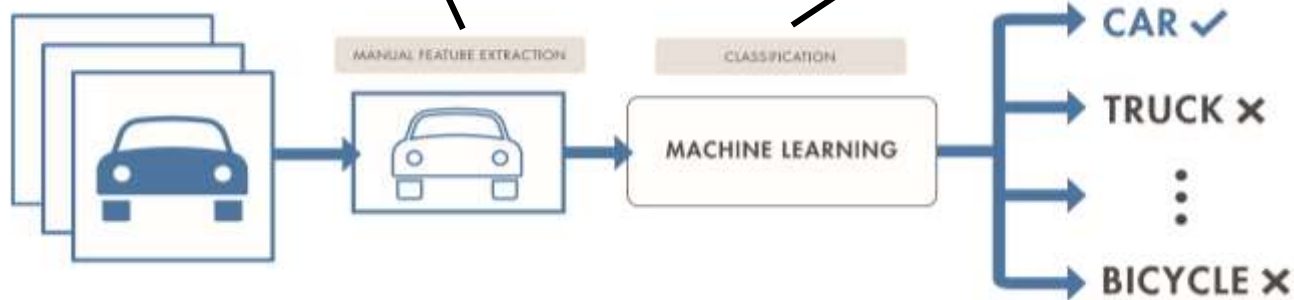 MANUAL FEATURE EXTRACTION
CLASSIFICATION
MACHINE LEARNING
CAR ✓
TRUCK ✕
⋮
BICYCLE ✕